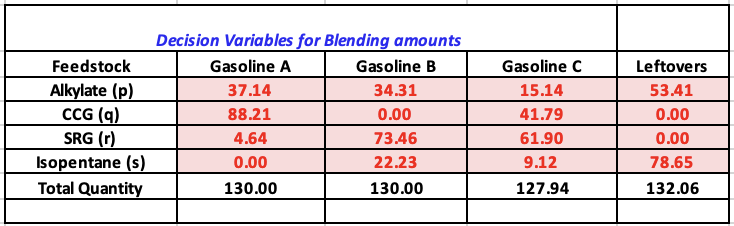 Decision Variables for Blending amounts
Feedstock Gasoline A Gasoline B Gasoline C Leftovers
Alkylate (p) 37.14 34.31 15.14 53.41
CCG (q) 88.21 0.00 41.79 0.00
SRG (r) 4.64 73.46 61.90 0.00
Isopentane (s) 0.00 22.23 9.12 78.65
Total Quantity 130.00 130.00 127.94 132.06